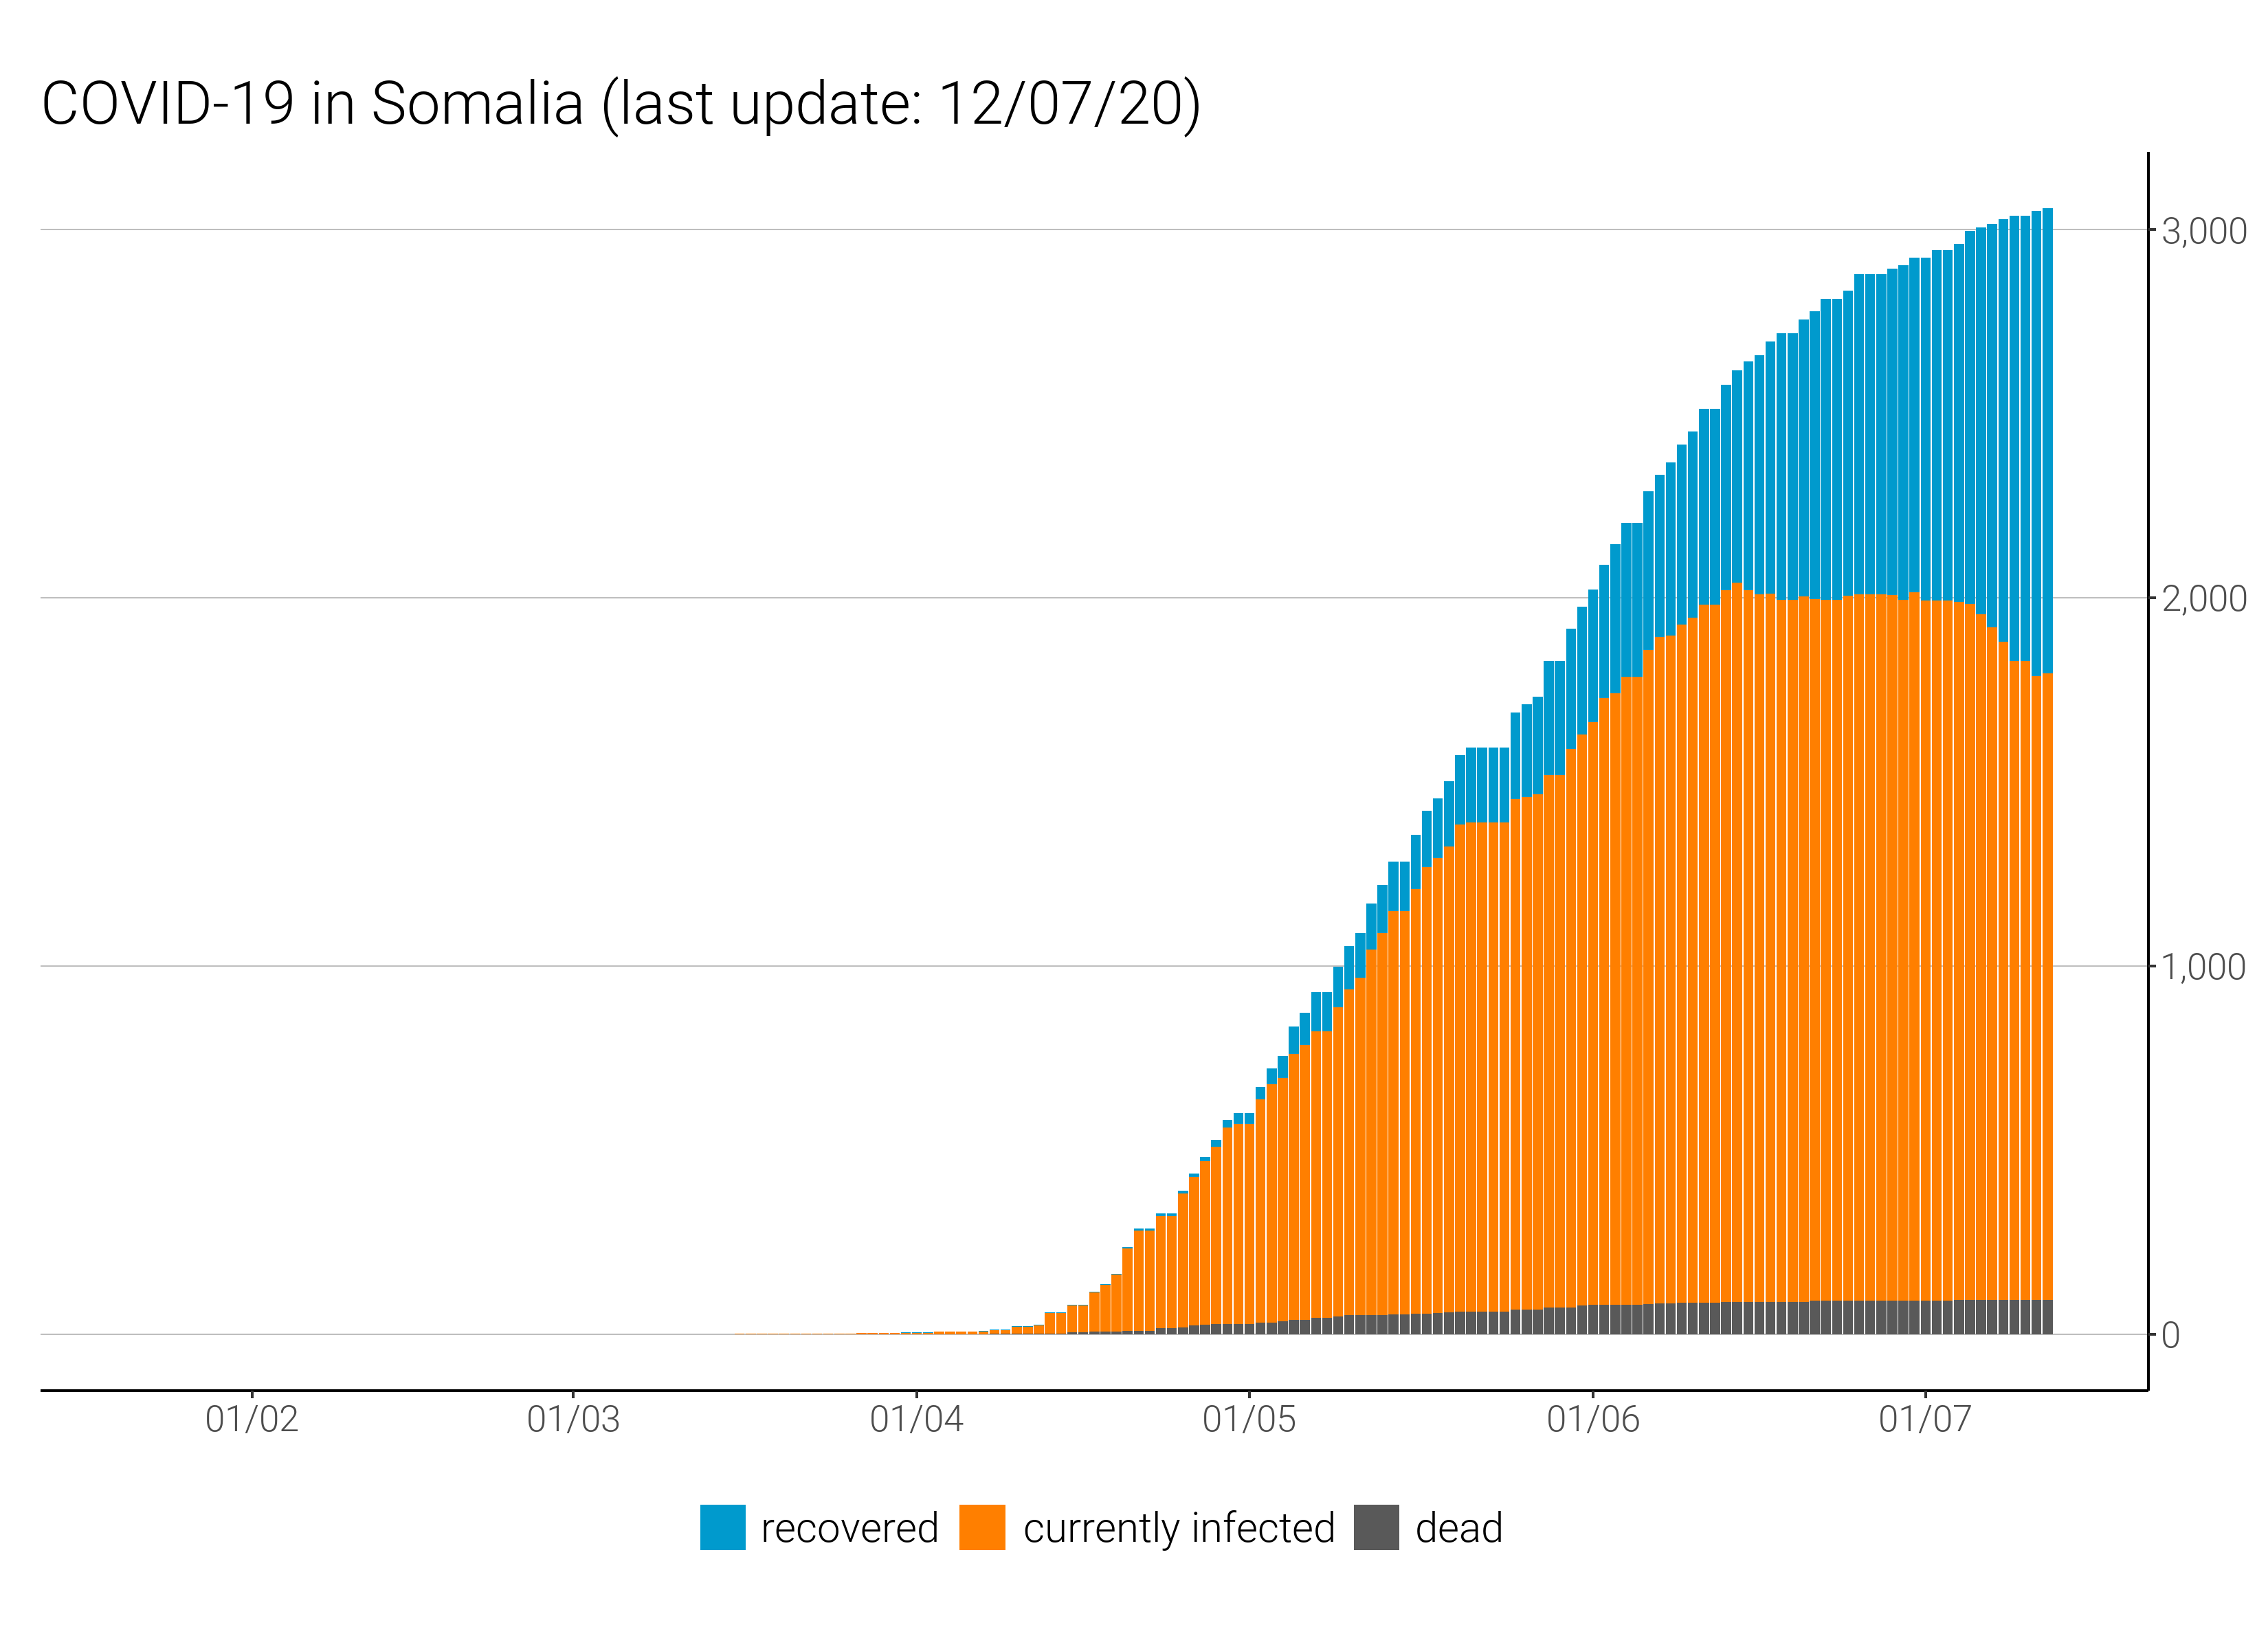 COVID-19 in Somalia (last update: 12/07/20)
3,000
2,000
1,000
0
01/02 01/03 01/04 01/05 01/06 01/07
recovered currently infected dead